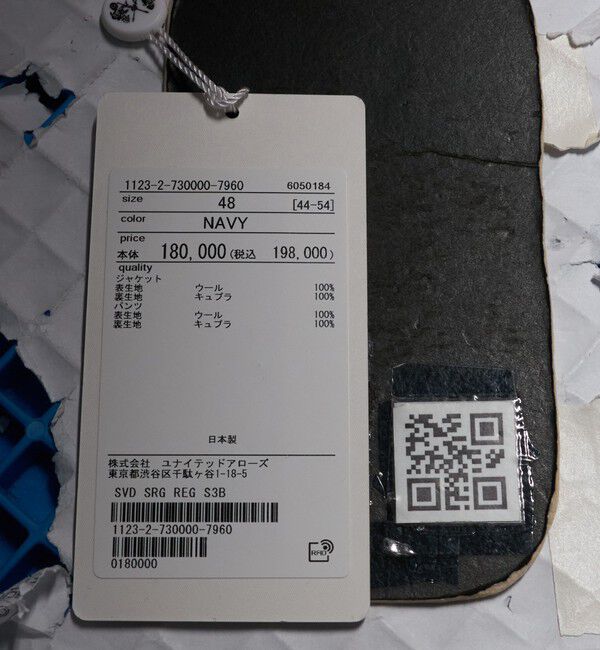 1123-2-730000-7960 6050184
size 48 [44-54]
color NAVY
price
本体 180,000(税込 198,000)
quality
ジャケット
表生地 ウール 100%
裏生地 キュプラ 100%
パンツ
表生地 ウール 100%
裏生地 キュプラ 100%
日本製
株式会社 ユナイテッドアローズ
東京都渋谷区千駄ヶ谷1-18-5
SVD SRG REG S3B
1123-2-730000-7960
0180000
RFID